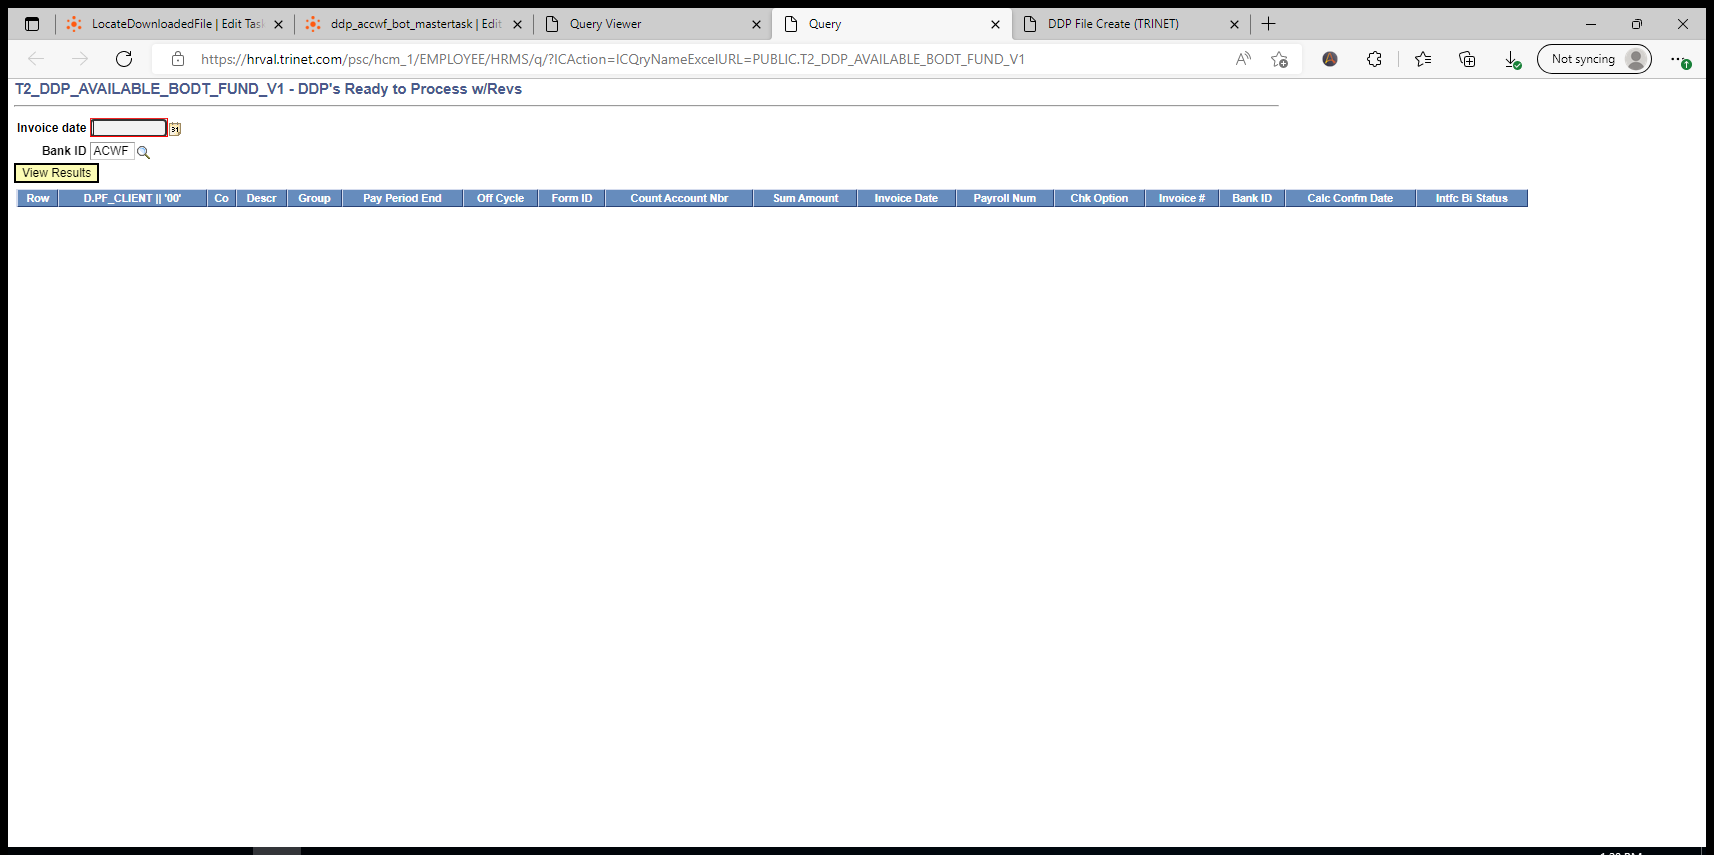 LocateDownloadedFile | Edit Tas
ddp_accwf_bot_mastertask | Edit
Query Viewer
Query
DDP File Create (TRINET)
https://hrval.trinet.com/psc/hcm_1/EMPLOYEE/HRMS/q/?ICAction=ICQryNameExcelURL=PUBLIC.T2_DDP_AVAILABLE_BODT_FUND_V1
Not syncing
T2_DDP_AVAILABLE_BODT_FUND_V1 - DDP's Ready to Process w/Revs
Invoice date
31
Bank ID ACWF
View Results
Row D.PF_CLIENT || '00' Co Descr Group Pay Period End Off Cycle Form ID Count Account Nbr Sum Amount Invoice Date Payroll Num Chk Option Invoice # Bank ID Calc Confm Date Intfc Bi Status